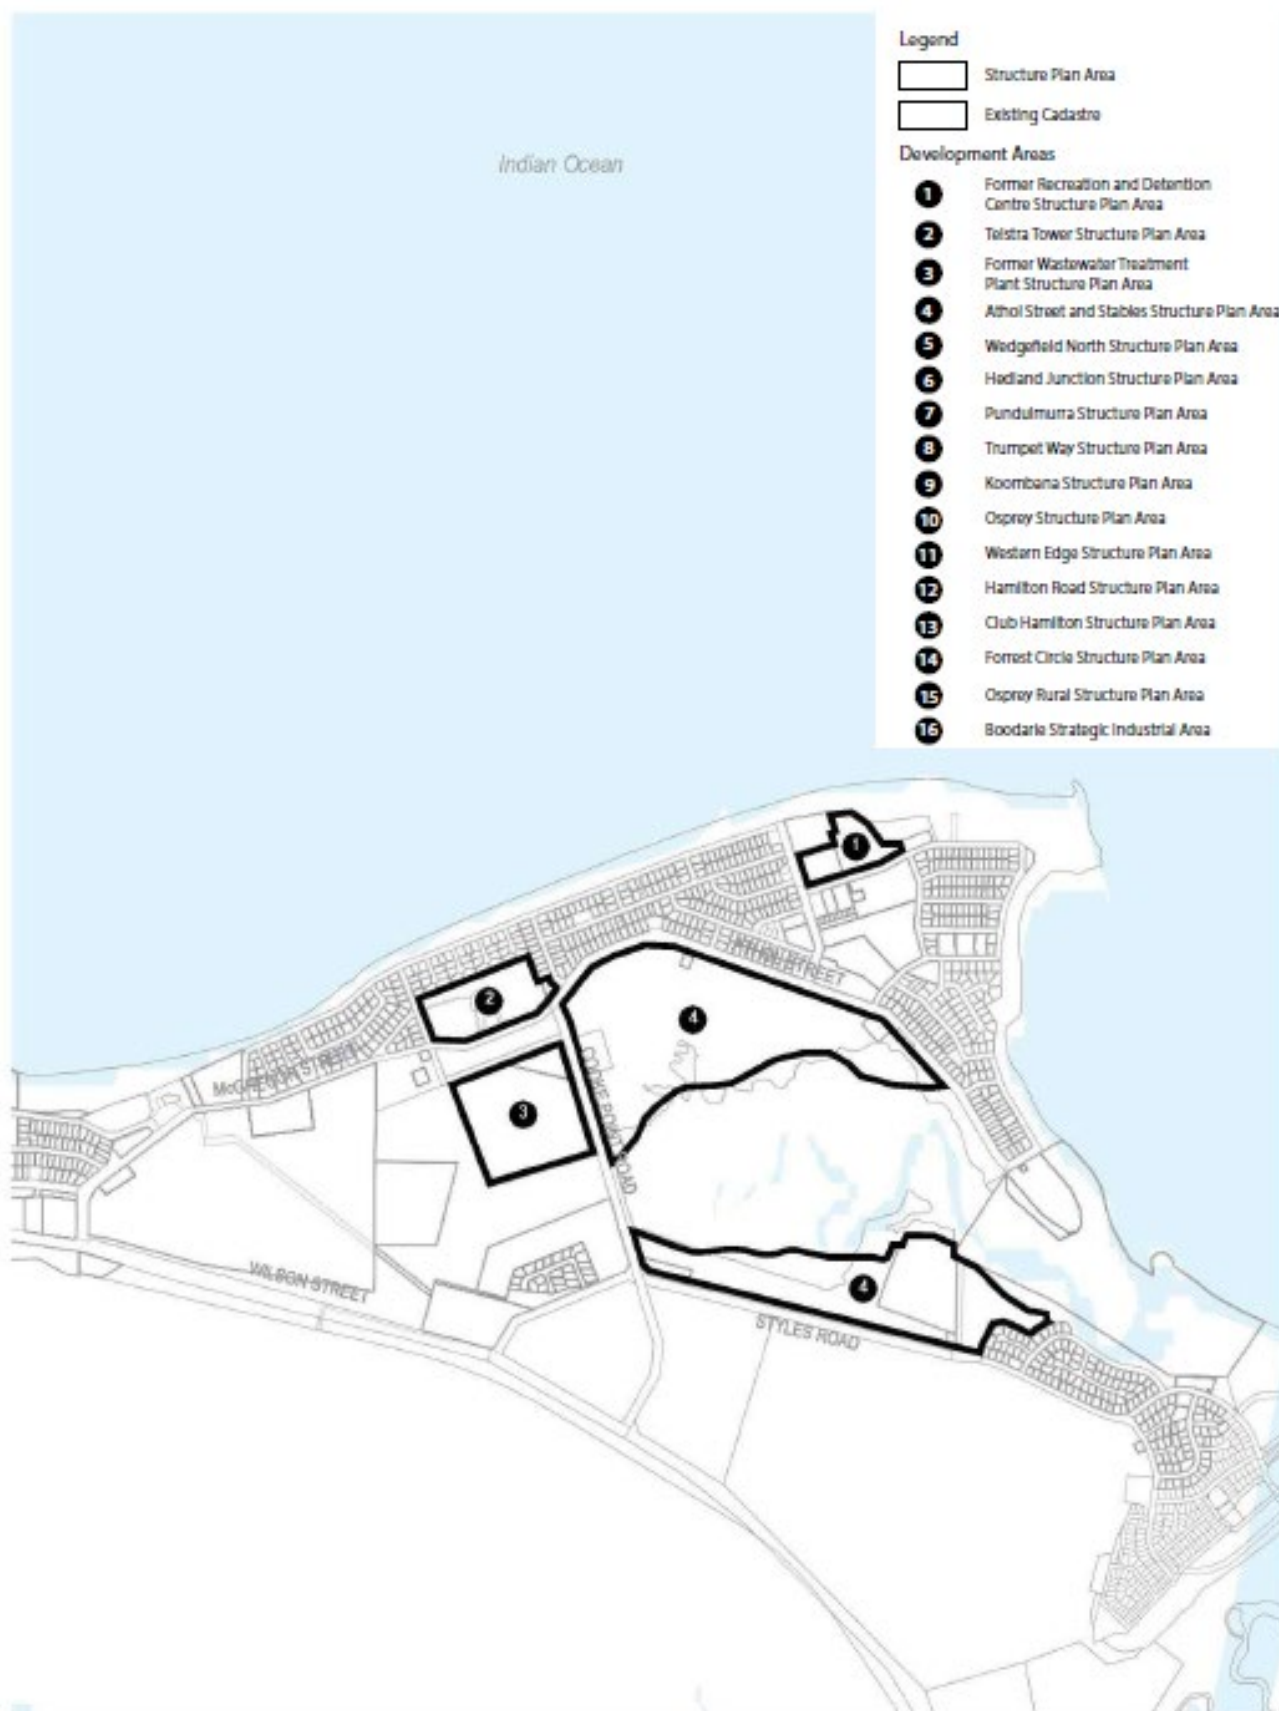 Legend
Structure Plan Area
Existing Cadastre
Development Areas
1 Former Recreation and Detention
Centre Structure Plan Area
2 Telstra Tower Structure Plan Area
3 Former Wastewater Treatment
Plant Structure Plan Area
4 Athol Street and Stables Structure Plan Area
5 Wedgefield North Structure Plan Area
6 Hedland Junction Structure Plan Area
7 Pundulmurra Structure Plan Area
8 Trumpet Way Structure Plan Area
9 Koombana Structure Plan Area
10 Osprey Structure Plan Area
11 Western Edge Structure Plan Area
12 Hamilton Road Structure Plan Area
13 Club Hamilton Structure Plan Area
14 Forrest Circle Structure Plan Area
15 Osprey Rural Structure Plan Area
16 Boodarie Strategic Industrial Area
Indian Ocean
1
STREET
2
4
McGREGOR STREET
COOKE POINT ROAD
3
WILSON STREET
4
STYLES ROAD